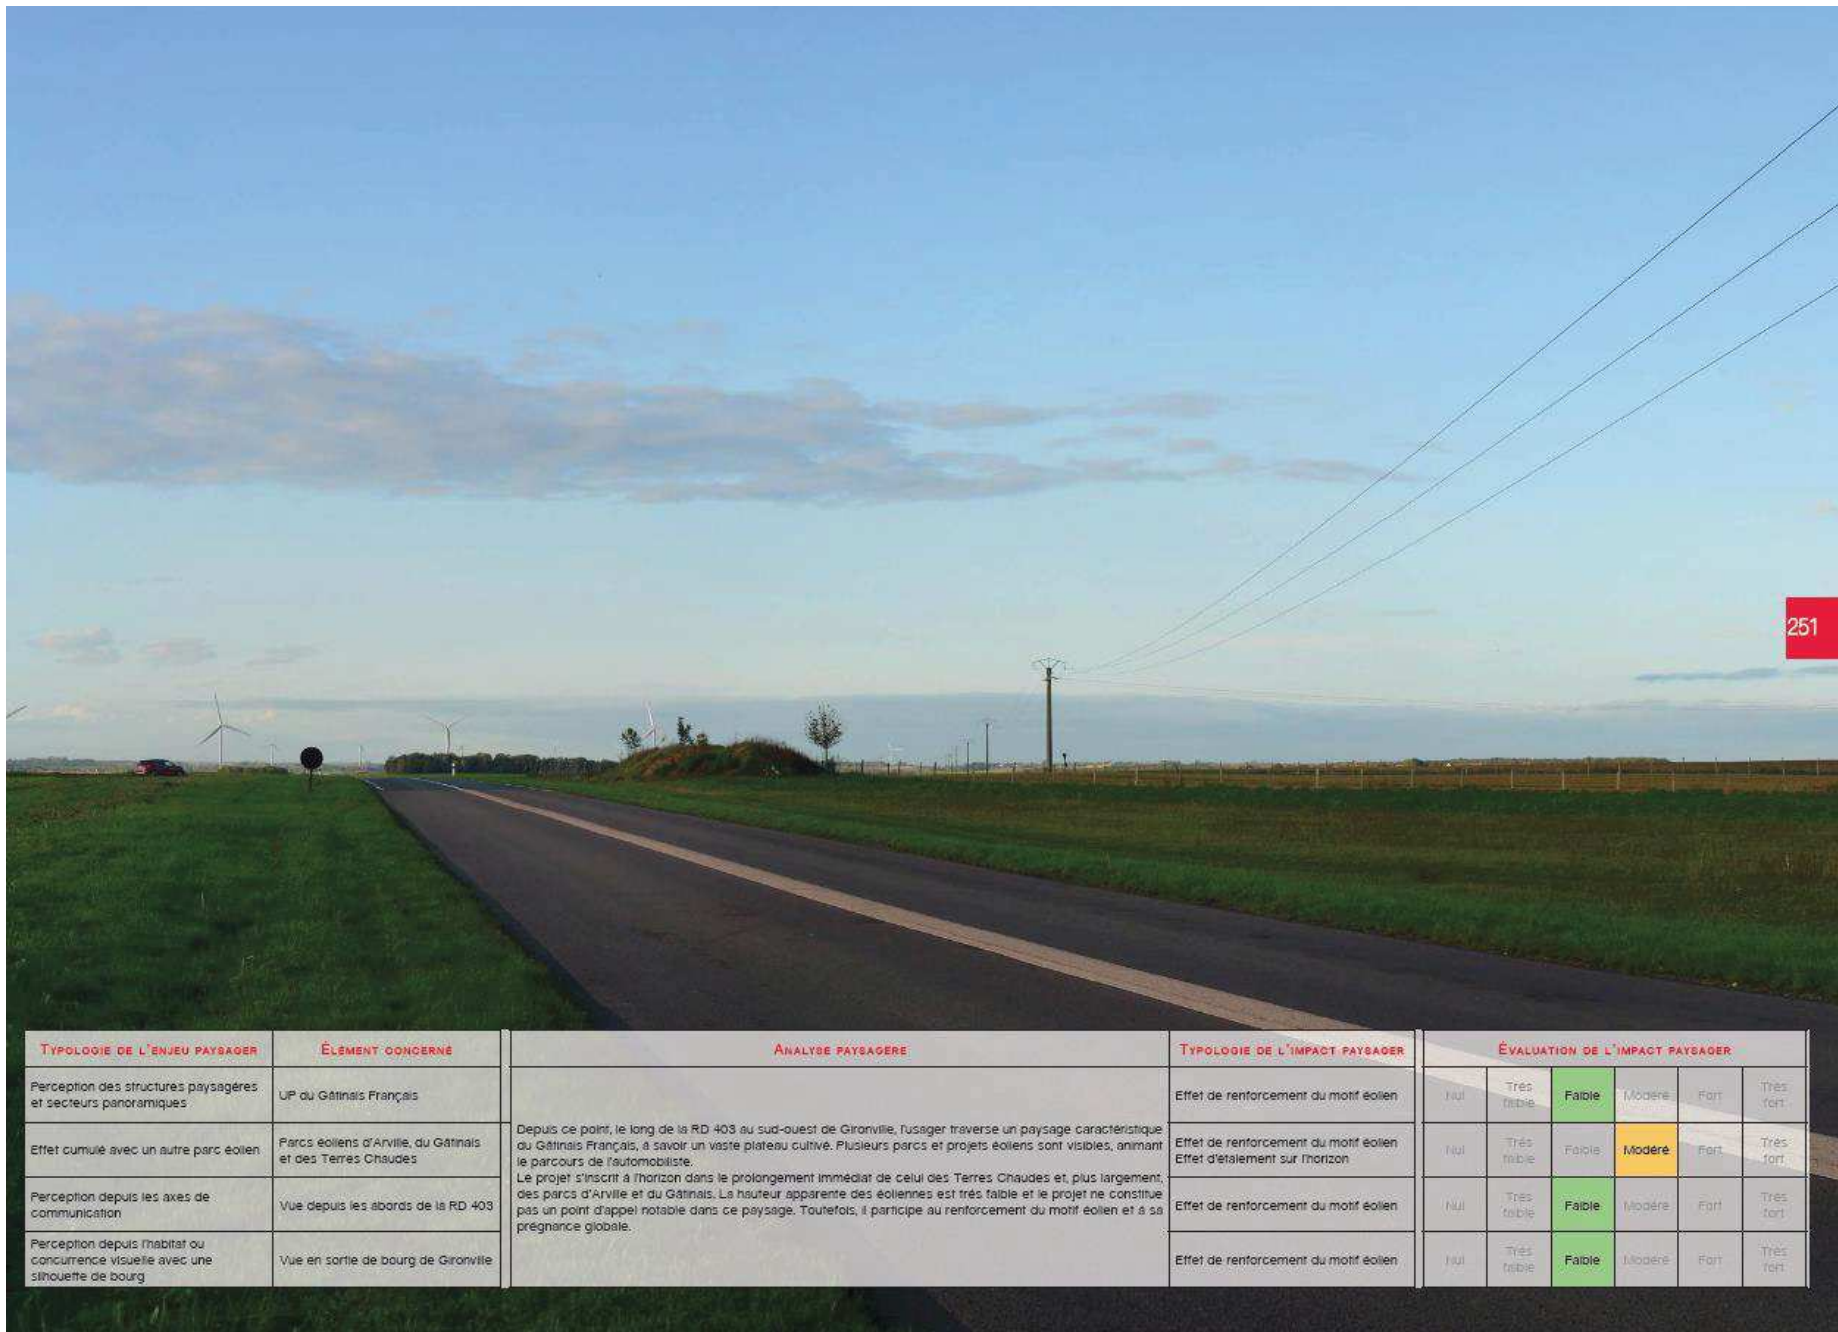 251
TYPOLOGIE DE L'ENJEU PAYSAGER
ÉLÉMENT CONCERNÉ
ANALYSE PAYSAGÈRE
TYPOLOGIE DE L'IMPACT PAYSAGER
ÉVALUATION DE L'IMPACT PAYSAGER
Perception des structures paysagères
et secteurs panoramiques
UP du Gâtinais Français
Effet de renforcement du motif éolien
Nul
Très
faible
Faible
Modéré
Fort
Très
fort
Depuis ce point, le long de la RD 403 au sud-ouest de Gironville, l'usager traverse un paysage caractéristique
du Gâtinais Français, à savoir un vaste plateau cultivé. Plusieurs parcs et projets éoliens sont visibles, animant
le parcours de l'automobiliste.
Le projet s'inscrit à l'horizon dans le prolongement immédiat de celui des Terres Chaudes et, plus largement,
des parcs d'Arville et du Gâtinais. La hauteur apparente des éoliennes est très faible et le projet ne constitue
pas un point d'appel notable dans ce paysage. Toutefois, il participe au renforcement du motif éolien et à sa
prégnance globale.
Effet cumulé avec un autre parc éolien
Parcs éoliens d'Arville, du Gâtinais
et des Terres Chaudes
Effet de renforcement du motif éolien
Effet d'étalement sur l'horizon
Nul
Très
faible
Faible
Modéré
Fort
Très
fort
Perception depuis les axes de
communication
Vue depuis les abords de la RD 403
Effet de renforcement du motif éolien
Nul
Très
faible
Faible
Modéré
Fort
Très
fort
Perception depuis l'habitat ou
concurrence visuelle avec une
silhouette de bourg
Vue en sortie de bourg de Gironville
Effet de renforcement du motif éolien
Nul
Très
faible
Faible
Modéré
Fort
Très
fort